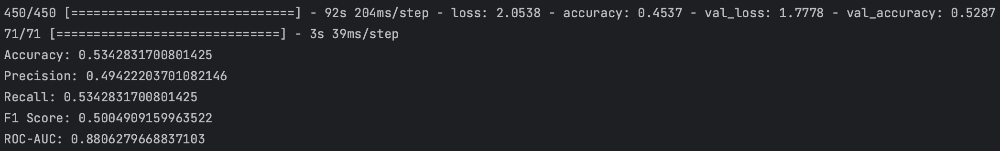 450/450 [==============================] - 92s 204ms/step - loss: 2.0538 - accuracy: 0.4537 - val_loss: 1.7778 - val_accuracy: 0.5287
71/71 [==============================] - 3s 39ms/step
Accuracy: 0.5342831700801425
Precision: 0.49422203701082146
Recall: 0.5342831700801425
F1 Score: 0.5004909159963522
ROC-AUC: 0.8806279668837103